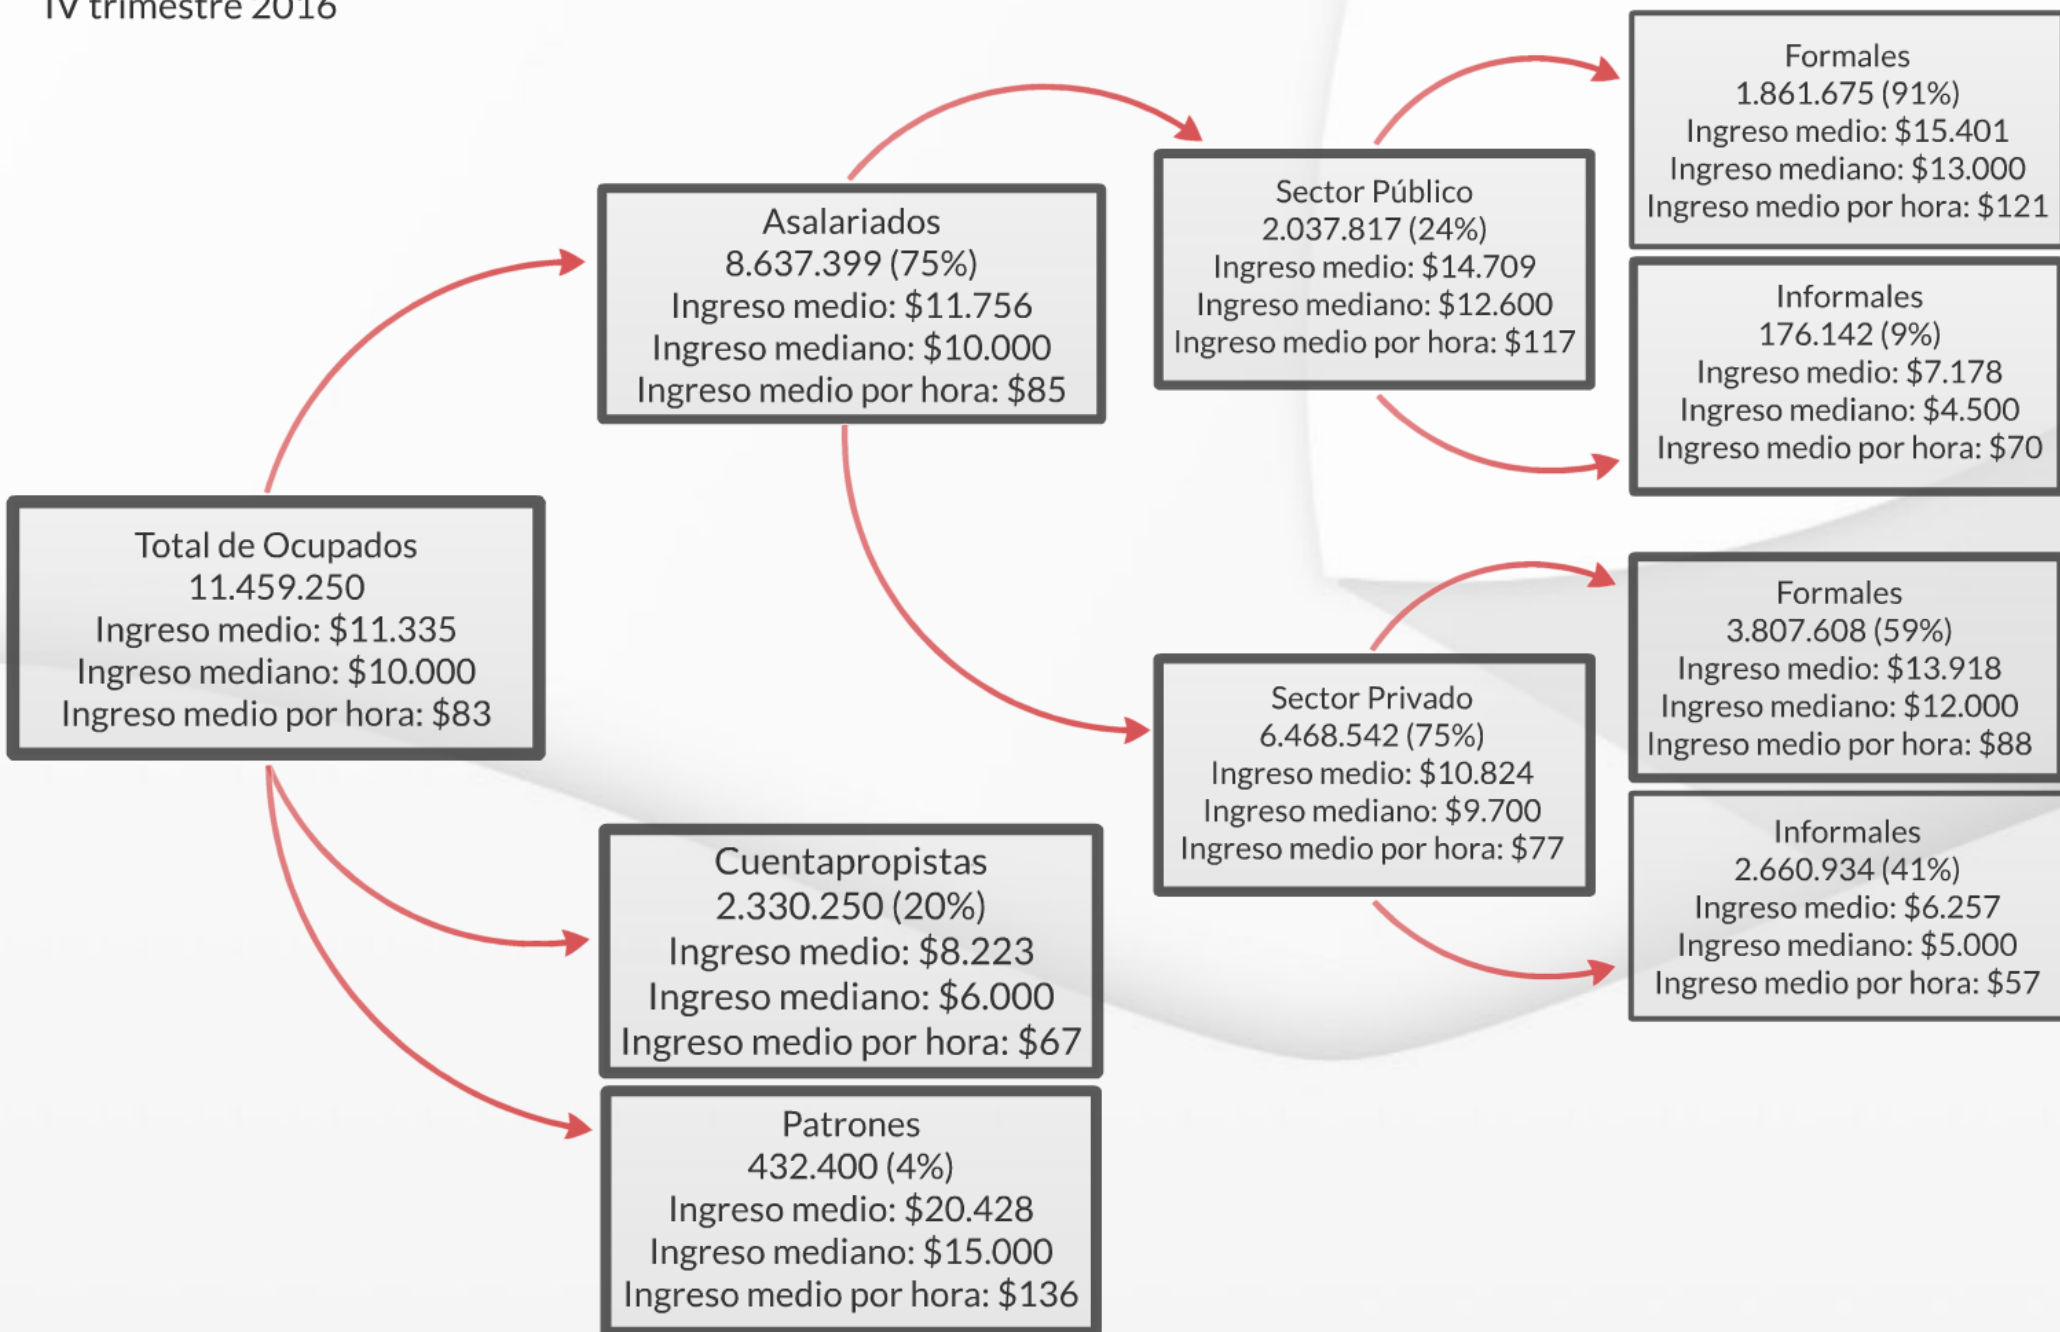 IV trimestre 2016
Total de Ocupados
11.459.250
Ingreso medio: $11.335
Ingreso mediano: $10.000
Ingreso medio por hora: $83
Asalariados
8.637.399 (75%)
Ingreso medio: $11.756
Ingreso mediano: $10.000
Ingreso medio por hora: $85
Cuentapropistas
2.330.250 (20%)
Ingreso medio: $8.223
Ingreso mediano: $6.000
Ingreso medio por hora: $67
Patrones
432.400 (4%)
Ingreso medio: $20.428
Ingreso mediano: $15.000
Ingreso medio por hora: $136
Sector Público
2.037.817 (24%)
Ingreso medio: $14.709
Ingreso mediano: $12.600
Ingreso medio por hora: $117
Sector Privado
6.468.542 (75%)
Ingreso medio: $10.824
Ingreso mediano: $9.700
Ingreso medio por hora: $77
Formales
1.861.675 (91%)
Ingreso medio: $15.401
Ingreso mediano: $13.000
Ingreso medio por hora: $121
Informales
176.142 (9%)
Ingreso medio: $7.178
Ingreso mediano: $4.500
Ingreso medio por hora: $70
Formales
3.807.608 (59%)
Ingreso medio: $13.918
Ingreso mediano: $12.000
Ingreso medio por hora: $88
Informales
2.660.934 (41%)
Ingreso medio: $6.257
Ingreso mediano: $5.000
Ingreso medio por hora: $57